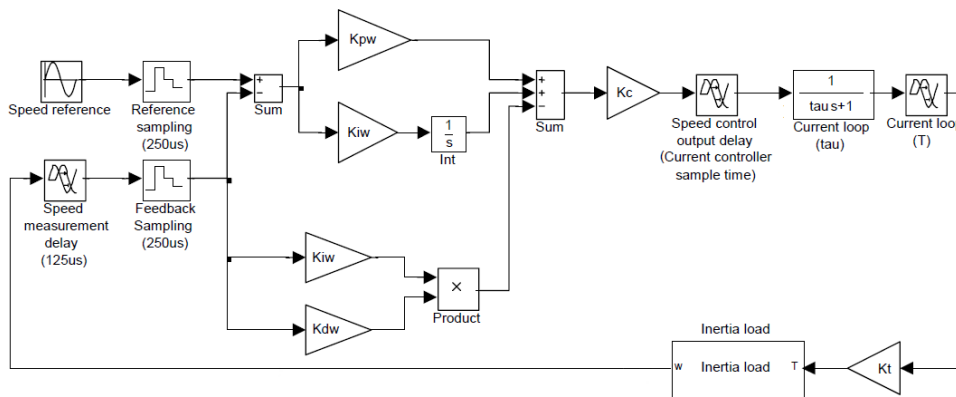 Kpw
+
+
−
Sum
Speed reference
Reference
sampling
(250us)
+
−
Sum
Kiw
1
s
Int
Kc
Speed control
output delay
(Current controller
sample time)
1
tau s+1
Current loop
(tau)
Current loop
(T)
Speed
measurement
delay
(125us)
Feedback
Sampling
(250us)
Kiw
Kdw
×
Product
Inertia load
w
Inertia load
T
Kt